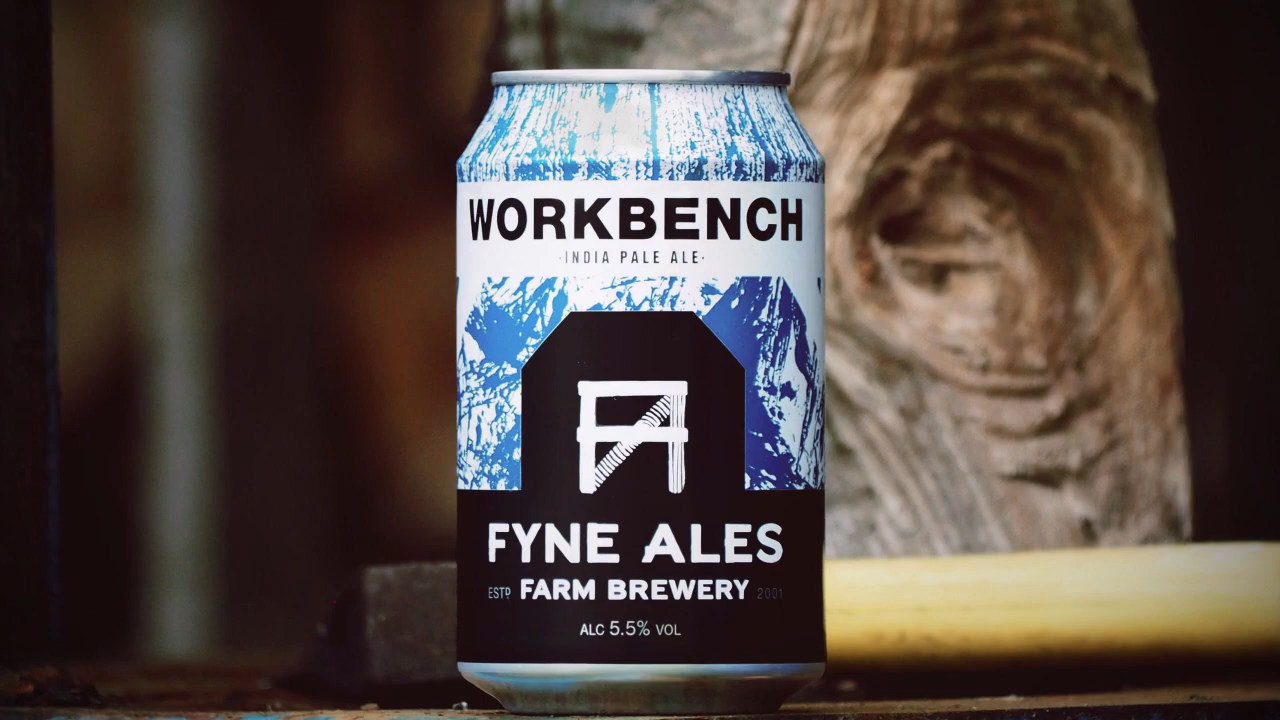 WORKBENCH
·INDIA PALE ALE·
FYNE ALES
ESTD FARM BREWERY 2001
ALC 5.5% VOL